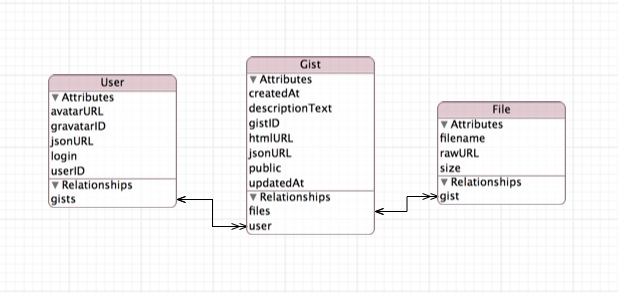 User
Attributes
avatarURL
gravatarID
jsonURL
login
userID
Relationships
gists
Gist
Attributes
createdAt
descriptionText
gistID
htmlURL
jsonURL
public
updatedAt
Relationships
files
user
File
Attributes
filename
rawURL
size
Relationships
gist